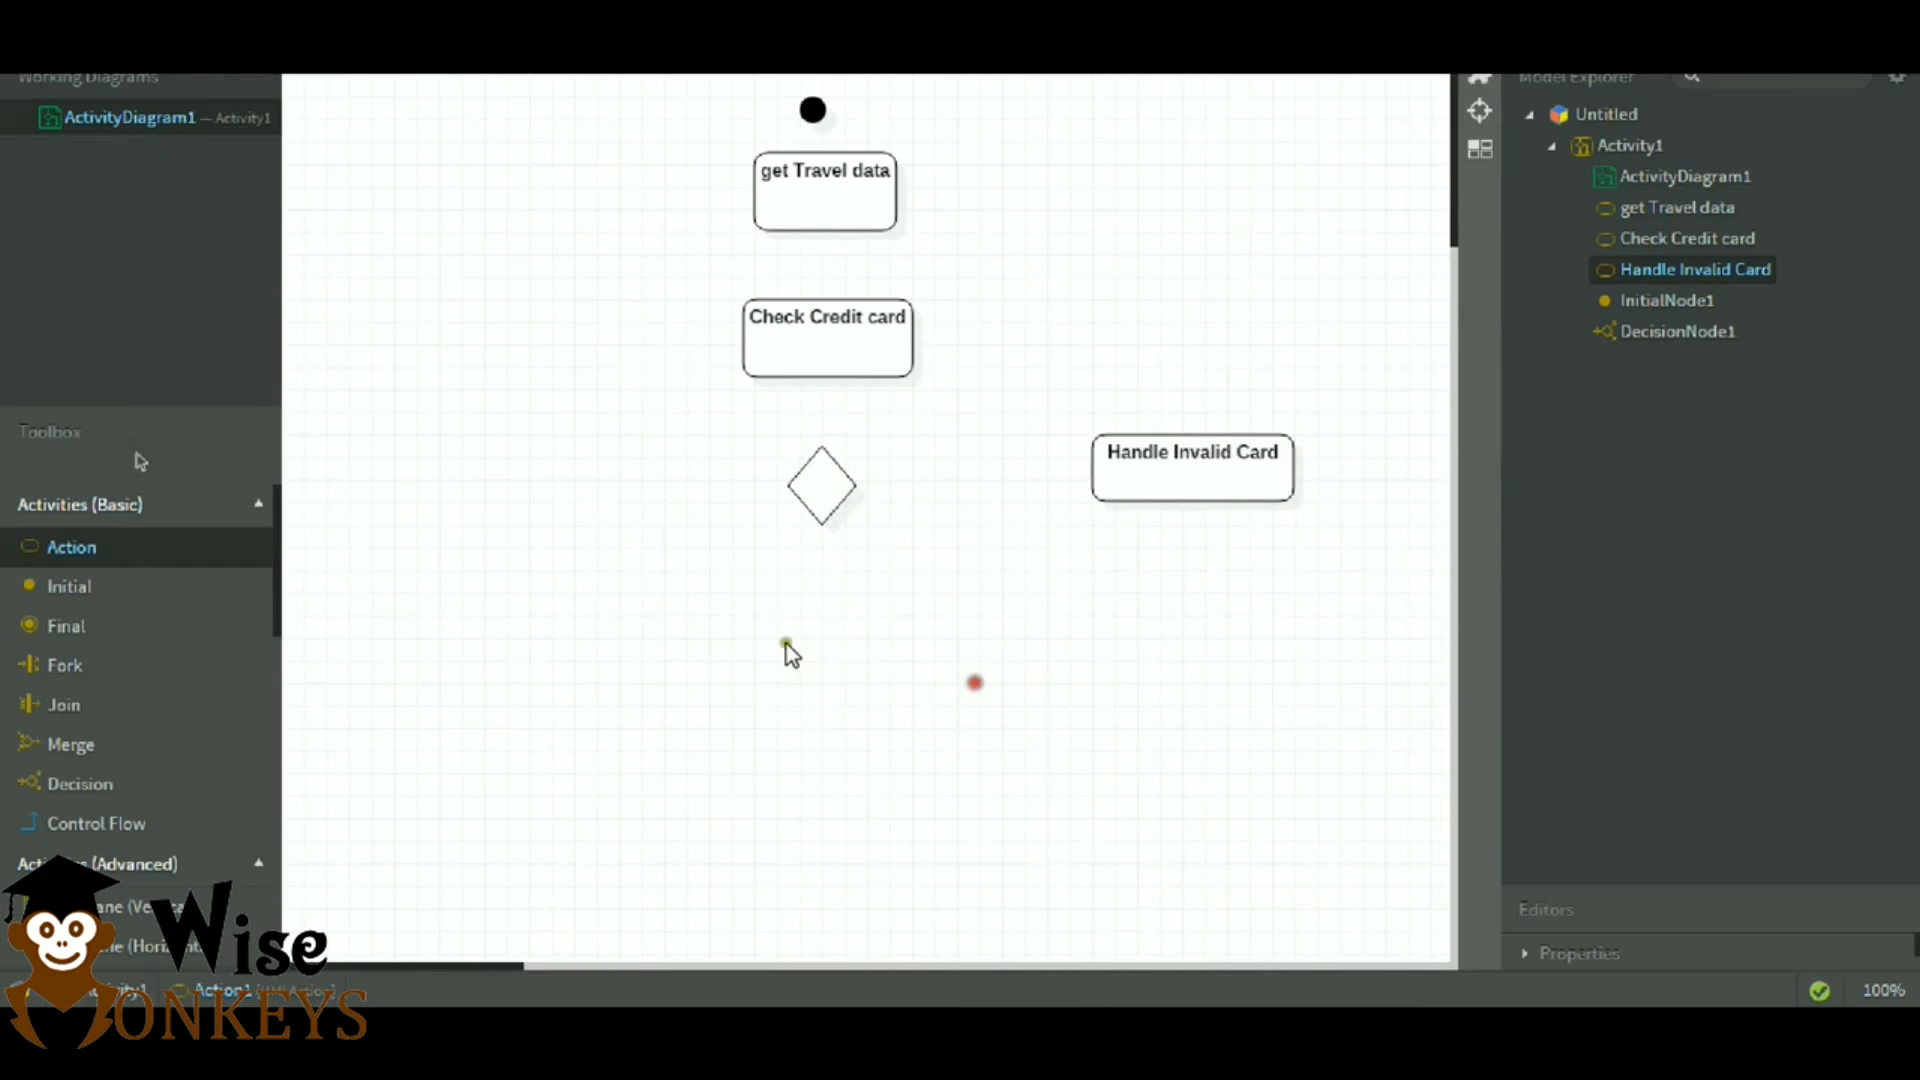 Working Diagrams
ActivityDiagram1 — Activity1
Toolbox
Activities (Basic)
Action
Initial
Final
Fork
Join
Merge
Decision
Control Flow
(Advanced)
get Travel data
Check Credit card
Handle Invalid Card
Model Explorer
Untitled
Activity1
ActivityDiagram1
get Travel data
Check Credit card
Handle Invalid Card
InitialNode1
DecisionNode1
Editors
Properties
100%
Action1
Wise
MONKEYS